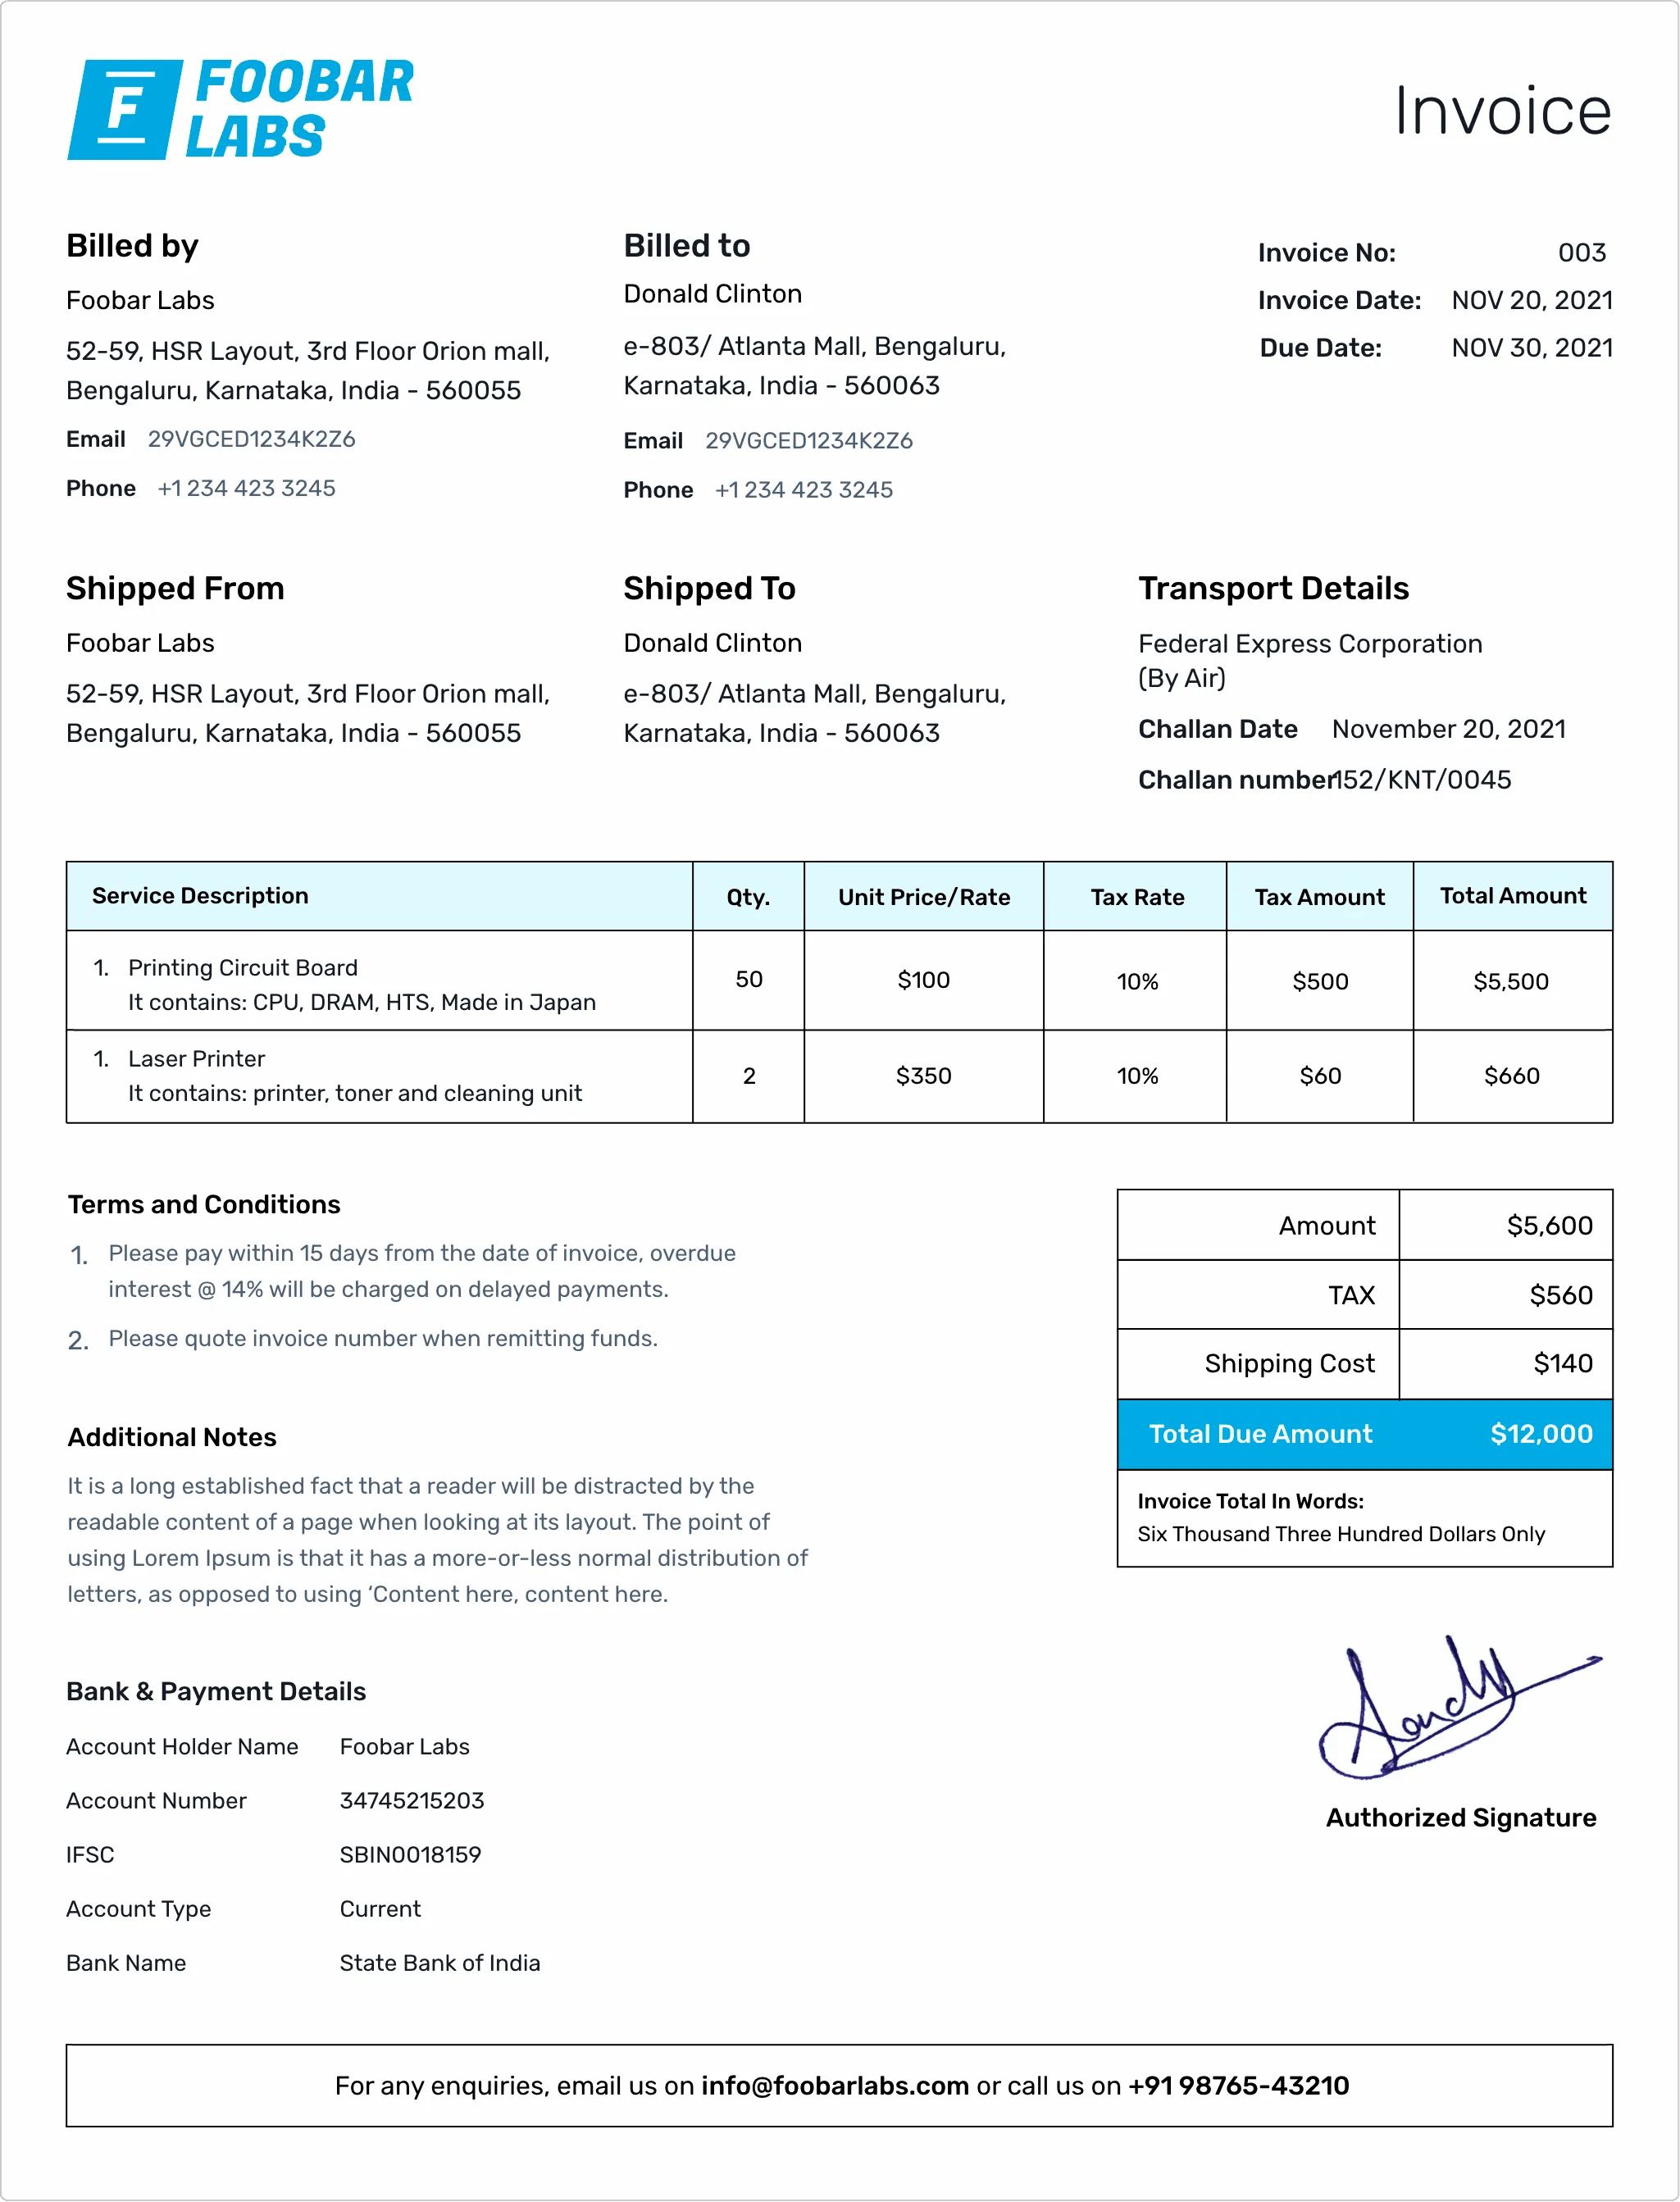 F FOOBAR
LABS
Invoice
Billed by
Foobar Labs
52-59, HSR Layout, 3rd Floor Orion mall,
Bengaluru, Karnataka, India - 560055
Email 29VGCED1234K2Z6
Phone +1 234 423 3245
Billed to
Donald Clinton
e-803/ Atlanta Mall, Bengaluru,
Karnataka, India - 560063
Email 29VGCED1234K2Z6
Phone +1 234 423 3245
Invoice No: 003
Invoice Date: NOV 20, 2021
Due Date: NOV 30, 2021
Shipped From
Foobar Labs
52-59, HSR Layout, 3rd Floor Orion mall,
Bengaluru, Karnataka, India - 560055
Shipped To
Donald Clinton
e-803/ Atlanta Mall, Bengaluru,
Karnataka, India - 560063
Transport Details
Federal Express Corporation
(By Air)
Challan Date November 20, 2021
Challan number 152/KNT/0045
Service Description Qty. Unit Price/Rate Tax Rate Tax Amount Total Amount
1. Printing Circuit Board
It contains: CPU, DRAM, HTS, Made in Japan
50 $100 10% $500 $5,500
1. Laser Printer
It contains: printer, toner and cleaning unit
2 $350 10% $60 $660
Terms and Conditions
1. Please pay within 15 days from the date of invoice, overdue
interest @ 14% will be charged on delayed payments.
2. Please quote invoice number when remitting funds.
Additional Notes
It is a long established fact that a reader will be distracted by the
readable content of a page when looking at its layout. The point of
using Lorem Ipsum is that it has a more-or-less normal distribution of
letters, as opposed to using ‘Content here, content here.
Amount $5,600
TAX $560
Shipping Cost $140
Total Due Amount $12,000
Invoice Total In Words:
Six Thousand Three Hundred Dollars Only
Authorized Signature
Bank & Payment Details
Account Holder Name Foobar Labs
Account Number 34745215203
IFSC SBIN0018159
Account Type Current
Bank Name State Bank of India
For any enquiries, email us on info@foobarlabs.com or call us on +91 98765-43210